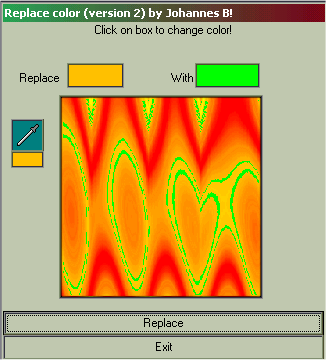 Replace color (version 2) by Johannes B!
Click on box to change color!
Replace With
Replace
Exit